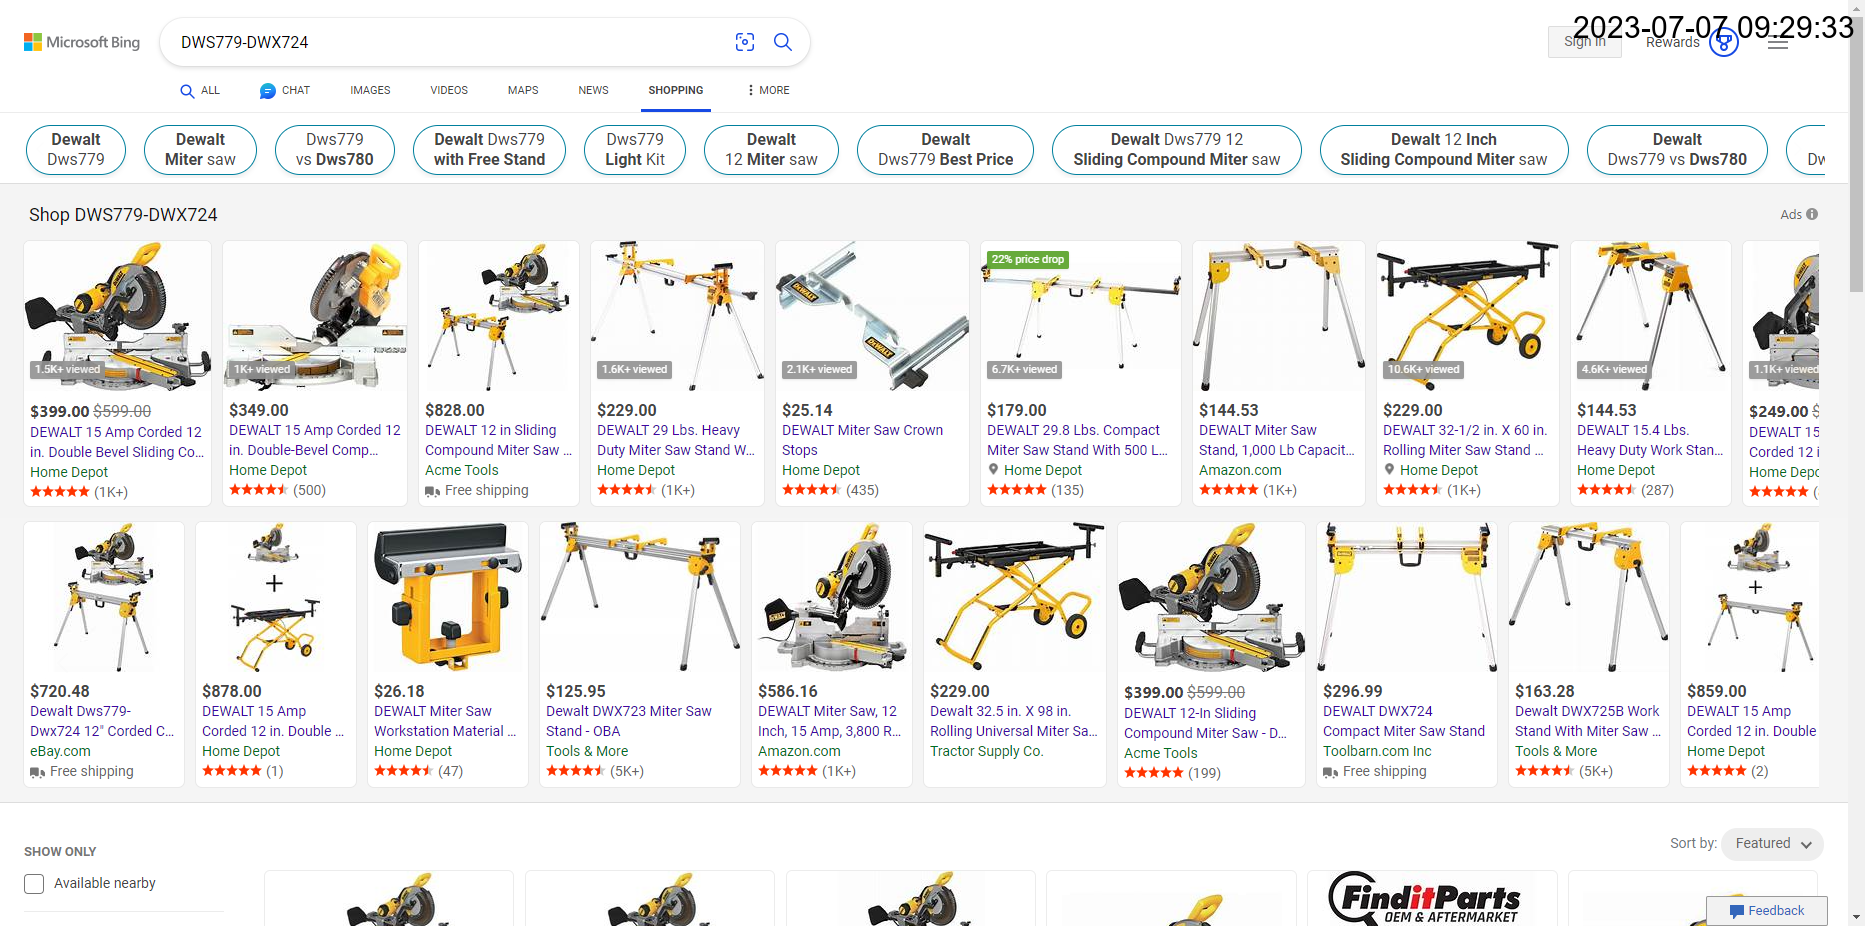 Microsoft Bing
DWS779-DWX724
2023-07-07 09:29:33
Sign in
Rewards
ALL
CHAT
IMAGES
VIDEOS
MAPS
NEWS
SHOPPING
MORE
Dewalt
Dws779
Dewalt
Miter saw
Dws779
vs Dws780
Dewalt Dws779
with Free Stand
Dws779
Light Kit
Dewalt
12 Miter saw
Dewalt
Dws779 Best Price
Dewalt Dws779 12
Sliding Compound Miter saw
Dewalt 12 Inch
Sliding Compound Miter saw
Dewalt
Dws779 vs Dws780
Shop DWS779-DWX724
Ads
1.5K+ viewed
$399.00 $599.00
DEWALT 15 Amp Corded 12
in. Double Bevel Sliding Co...
Home Depot
(1K+)
1K+ viewed
$349.00
DEWALT 15 Amp Corded 12
in. Double-Bevel Comp...
Home Depot
(500)
$828.00
DEWALT 12 in Sliding
Compound Miter Saw ...
Acme Tools
Free shipping
1.6K+ viewed
$229.00
DEWALT 29 Lbs. Heavy
Duty Miter Saw Stand W...
Home Depot
(1K+)
DEWALT
DEWALT
2.1K+ viewed
$25.14
DEWALT Miter Saw Crown
Stops
Home Depot
(435)
22% price drop
6.7K+ viewed
$179.00
DEWALT 29.8 Lbs. Compact
Miter Saw Stand With 500 L...
Home Depot
(135)
$144.53
DEWALT Miter Saw
Stand, 1,000 Lb Capacit...
Amazon.com
(1K+)
10.6K+ viewed
$229.00
DEWALT 32-1/2 in. X 60 in.
Rolling Miter Saw Stand ...
Home Depot
(1K+)
4.6K+ viewed
$144.53
DEWALT 15.4 Lbs.
Heavy Duty Work Stan...
Home Depot
(287)
1.1K+ viewed
$249.00
DEWALT 15
Corded 12 i
Home Depo
$720.48
Dewalt Dws779-
Dwx724 12" Corded C...
eBay.com
Free shipping
+
$878.00
DEWALT 15 Amp
Corded 12 in. Double ...
Home Depot
(1)
$26.18
DEWALT Miter Saw
Workstation Material ...
Home Depot
(47)
$125.95
Dewalt DWX723 Miter Saw
Stand - OBA
Tools & More
(5K+)
$586.16
DEWALT Miter Saw, 12
Inch, 15 Amp, 3,800 R...
Amazon.com
(1K+)
$229.00
Dewalt 32.5 in. X 98 in.
Rolling Universal Miter Sa...
Tractor Supply Co.
$399.00 $599.00
DEWALT 12-In Sliding
Compound Miter Saw - D...
Acme Tools
(199)
$296.99
DEWALT DWX724
Compact Miter Saw Stand
Toolbarn.com Inc
Free shipping
$163.28
Dewalt DWX725B Work
Stand With Miter Saw ...
Tools & More
(5K+)
+
$859.00
DEWALT 15 Amp
Corded 12 in. Double
Home Depot
(2)
SHOW ONLY
Available nearby
Sort by: Featured
FinditParts
OEM & AFTERMARKET
Feedback